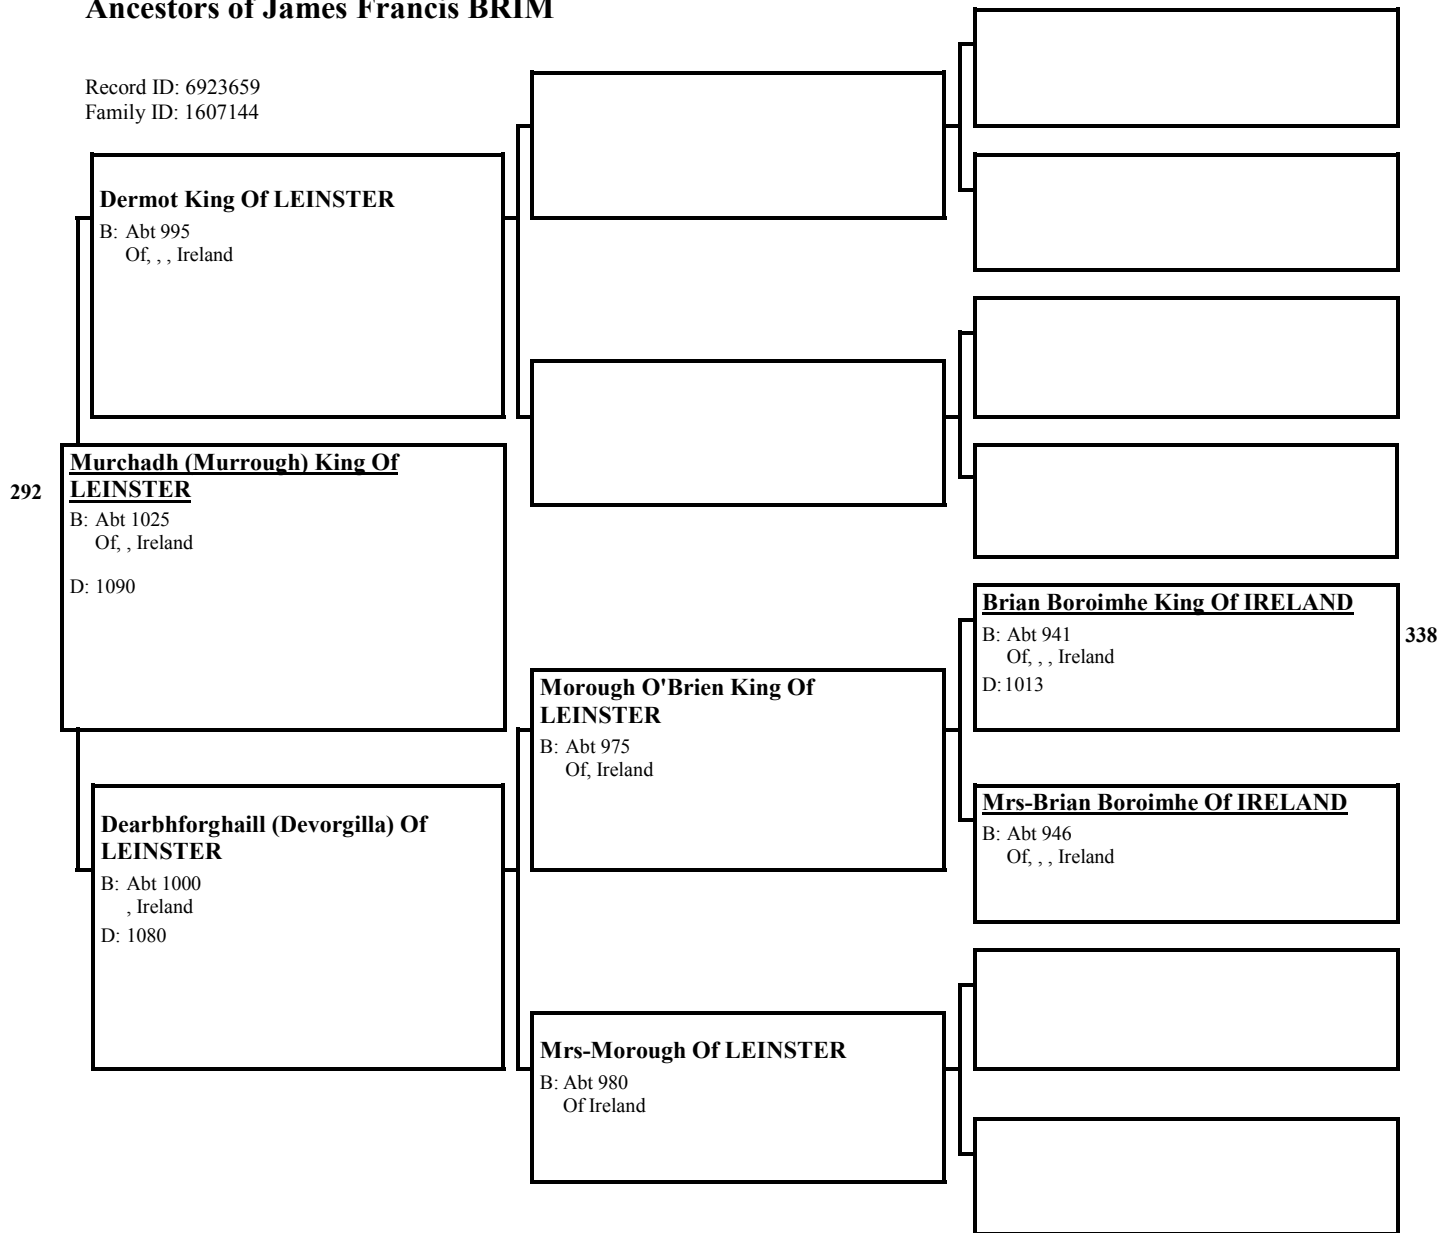 Ancestors of James Francis BRIM
Record ID: 6923659
Family ID: 1607144
Dermot King Of LEINSTER
B: Abt 995
Of, , , Ireland
292
Murchadh (Murrough) King Of
LEINSTER
B: Abt 1025
Of, , Ireland
D: 1090
Dearbhforghaill (Devorgilla) Of
LEINSTER
B: Abt 1000
, Ireland
D: 1080
Morough O'Brien King Of
LEINSTER
B: Abt 975
Of, Ireland
Mrs-Morough Of LEINSTER
B: Abt 980
Of Ireland
Brian Boroimhe King Of IRELAND
B: Abt 941
Of, , , Ireland
D: 1013
338
Mrs-Brian Boroimhe Of IRELAND
B: Abt 946
Of, , , Ireland